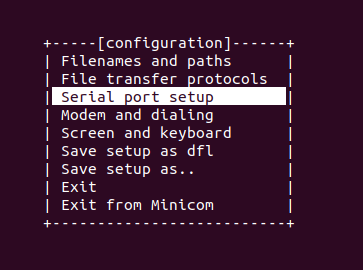 +-----[configuration]------+
| Filenames and paths      |
| File transfer protocols  |
| Serial port setup        |
| Modem and dialing        |
| Screen and keyboard      |
| Save setup as dfl        |
| Save setup as..          |
| Exit                     |
| Exit from Minicom        |
+--------------------------+